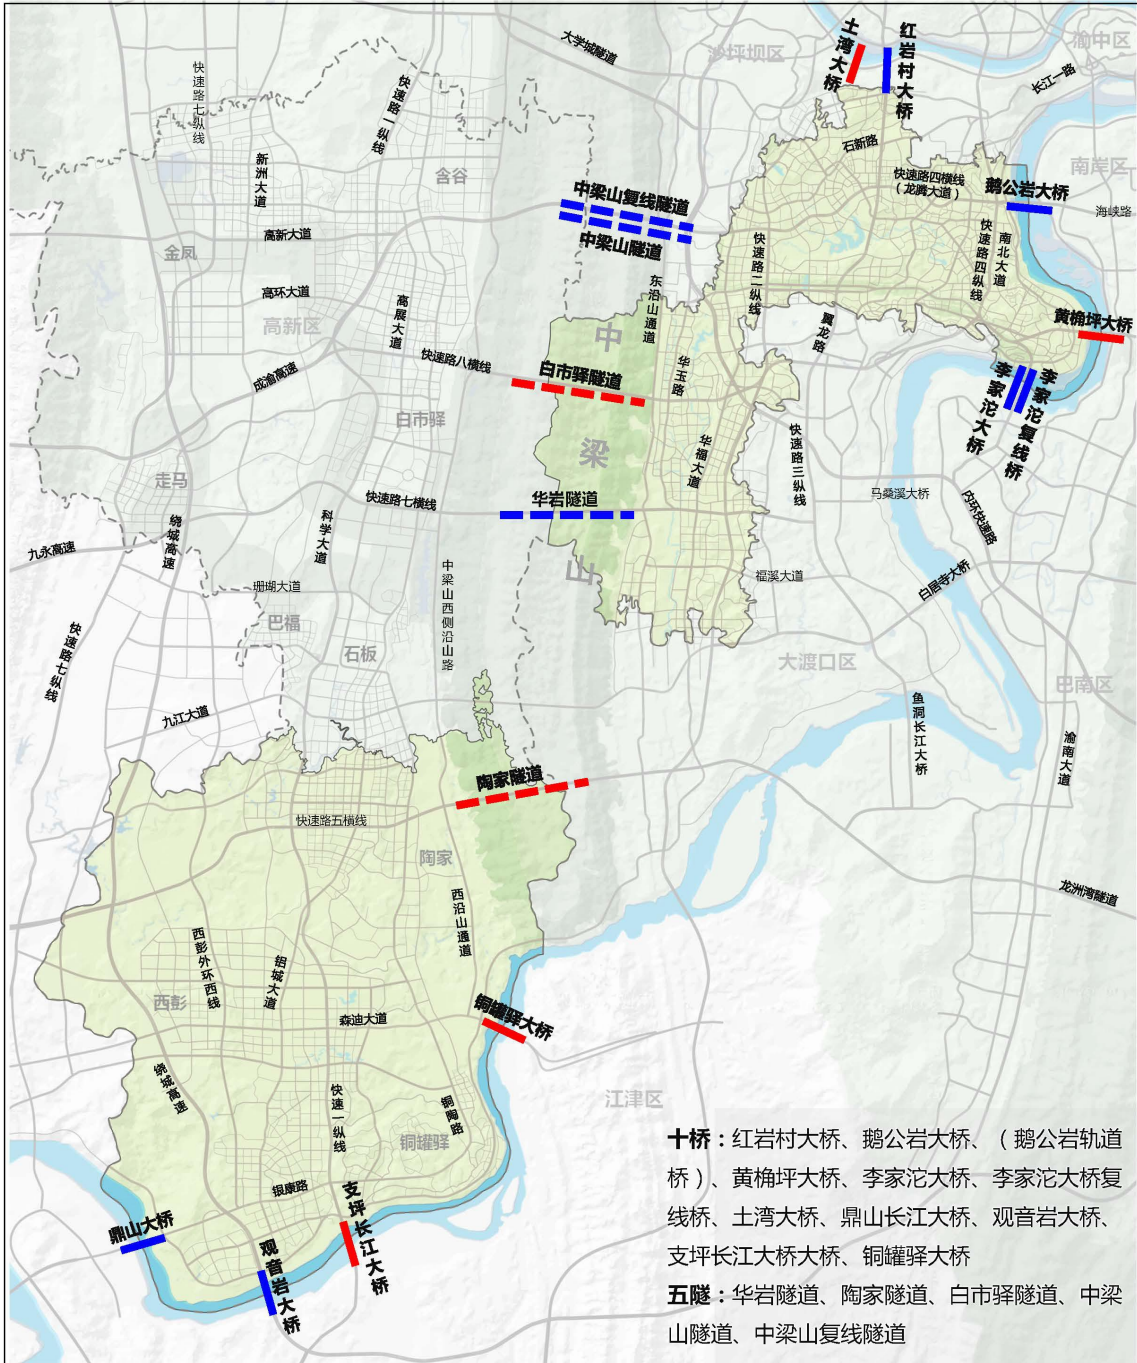 大学城隧道
沙坪坝区
土湾大桥
红岩村大桥
渝中区
长江一路
快速路七纵线
快速路一纵线
新洲大道
含谷
石新路
快速路四横线
（龙腾大道）
鹅公岩大桥
南岸区
海峡路
中梁山复线隧道
中梁山隧道
高新大道
金凤
快速路二纵线
快速路四纵线
南北大道
东沿山通道
高环大道
高展大道
高新区
中梁山
翼龙路
黄桷坪大桥
快速路八横线
成渝高速
白市驿隧道
华玉路
李家沱大桥
李家沱复线桥
白市驿
华福大道
快速路三纵线
走马
快速路七横线
华岩隧道
马桑溪大桥
内环快速路
绕城高速
科学大道
九永高速
中梁山西侧沿山路
珊瑚大道
福溪大道
白居寺大桥
巴福
石板
快速路七纵线
大渡口区
巴南区
九江大道
鱼洞长江大桥
渝南大道
陶家隧道
快速路五横线
陶家
西沿山通道
龙洲湾隧道
西彭外环西线
铝城大道
西彭
森迪大道
铜罐驿大桥
绕城高速
快速一纵线
铜陶路
铜罐驿
江津区
银康路
支坪长江大桥
鼎山大桥
观音岩大桥
十桥：红岩村大桥、鹅公岩大桥、（鹅公岩轨道
桥）、黄桷坪大桥、李家沱大桥、李家沱大桥复
线桥、土湾大桥、鼎山长江大桥、观音岩大桥、
支坪长江大桥大桥、铜罐驿大桥
五隧：华岩隧道、陶家隧道、白市驿隧道、中梁
山隧道、中梁山复线隧道